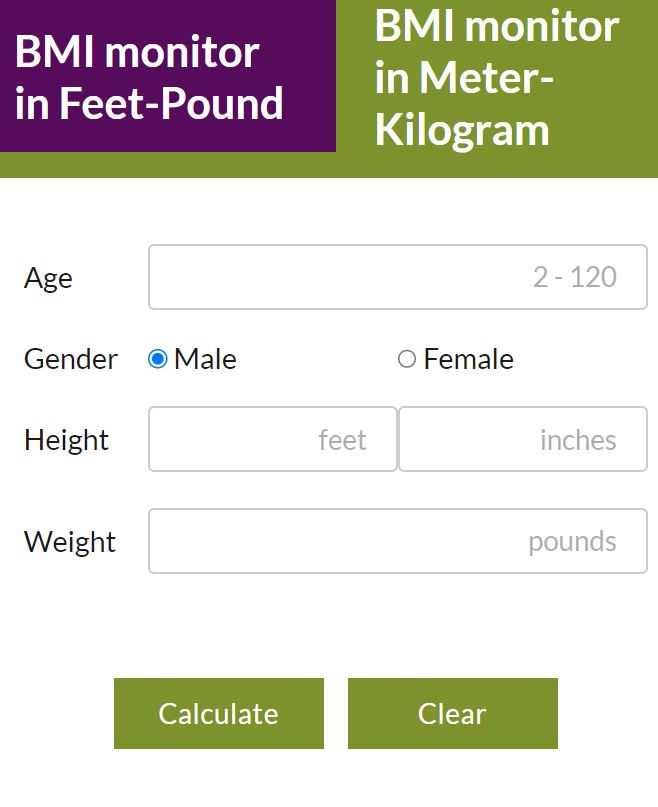 BMI monitor
in Feet-Pound
BMI monitor
in Meter-
Kilogram
Age
2 - 120
Gender
Male
Female
Height
feet
inches
Weight
pounds
Calculate
Clear